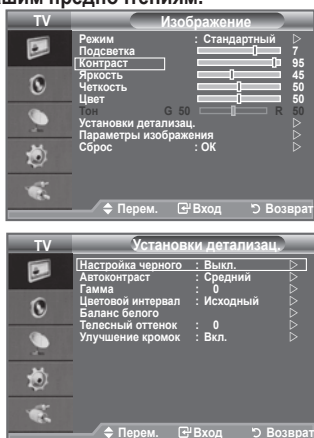 ашим предпочтениям.
TV Изображение
Режим : Стандартный
Подсветка 7
Контраст 95
Яркость 45
Четкость 50
Цвет 50
Тон G 50 R 50
Установки детализац.
Параметры изображения
Сброс : ОК
Перем. Вход Возврат
TV Установки детализац.
Настройка черного : Выкл.
Автоконтраст : Средний
Гамма : 0
Цветовой интервал : Исходный
Баланс белого
Телесный оттенок : 0
Улучшение кромок : Вкл.
Перем. Вход Возврат